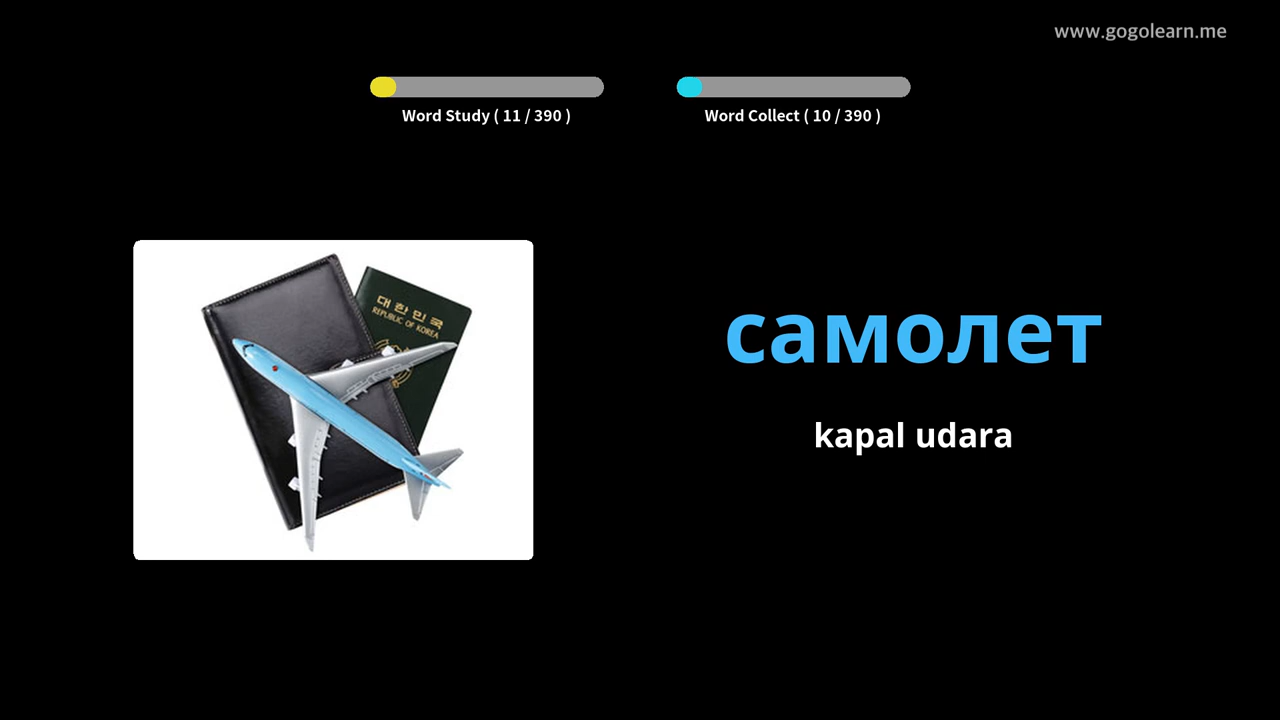 www.gogolearn.me
Word Study ( 11 / 390 )
Word Collect ( 10 / 390 )
대한민국
REPUBLIC OF KOREA
самолет
kapal udara